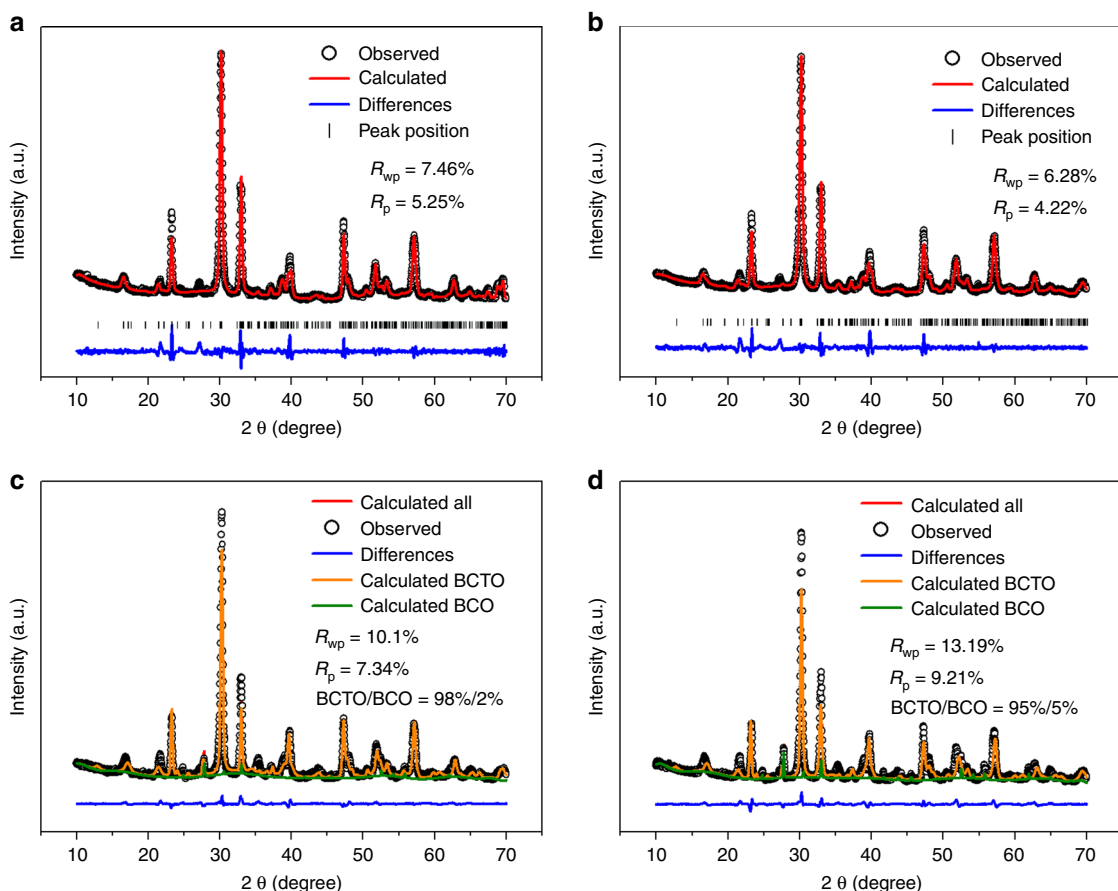 a
Observed
Calculated
Differences
Peak position
Rwp = 7.46%
Rp = 5.25%
Intensity (a.u.)
10 20 30 40 50 60 70
2 θ (degree)
b
Observed
Calculated
Differences
Peak position
Rwp = 6.28%
Rp = 4.22%
Intensity (a.u.)
10 20 30 40 50 60 70
2 θ (degree)
c
Calculated all
Observed
Differences
Calculated BCTO
Calculated BCO
Rwp = 10.1%
Rp = 7.34%
BCTO/BCO = 98%/2%
Intensity (a.u.)
10 20 30 40 50 60 70
2 θ (degree)
d
Calculated all
Observed
Differences
Calculated BCTO
Calculated BCO
Rwp = 13.19%
Rp = 9.21%
BCTO/BCO = 95%/5%
Intensity (a.u.)
10 20 30 40 50 60 70
2 θ (degree)